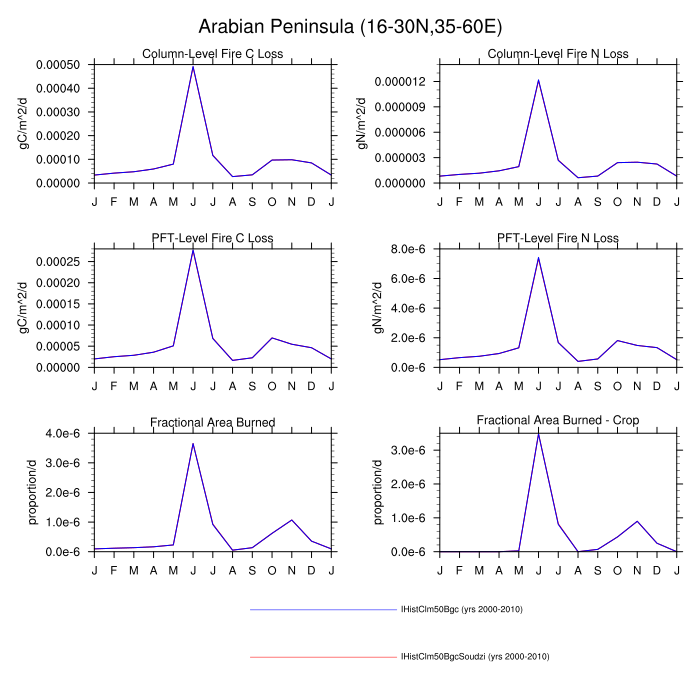 Arabian Peninsula (16-30N,35-60E)
Column-Level Fire C Loss
gC/m^2/d
0.00050
0.00040
0.00030
0.00020
0.00010
0.00000
J F M A M J J A S O N D J
Column-Level Fire N Loss
gN/m^2/d
0.000012
0.000009
0.000006
0.000003
0.000000
J F M A M J J A S O N D J
PFT-Level Fire C Loss
gC/m^2/d
0.00025
0.00020
0.00015
0.00010
0.00005
0.00000
J F M A M J J A S O N D J
PFT-Level Fire N Loss
gN/m^2/d
8.0e-6
6.0e-6
4.0e-6
2.0e-6
0.0e-6
J F M A M J J A S O N D J
Fractional Area Burned
proportion/d
4.0e-6
3.0e-6
2.0e-6
1.0e-6
0.0e-6
J F M A M J J A S O N D J
Fractional Area Burned - Crop
proportion/d
3.0e-6
2.0e-6
1.0e-6
0.0e-6
J F M A M J J A S O N D J
IHistClm50Bgc (yrs 2000-2010)
IHistClm50BgcSoudzi (yrs 2000-2010)